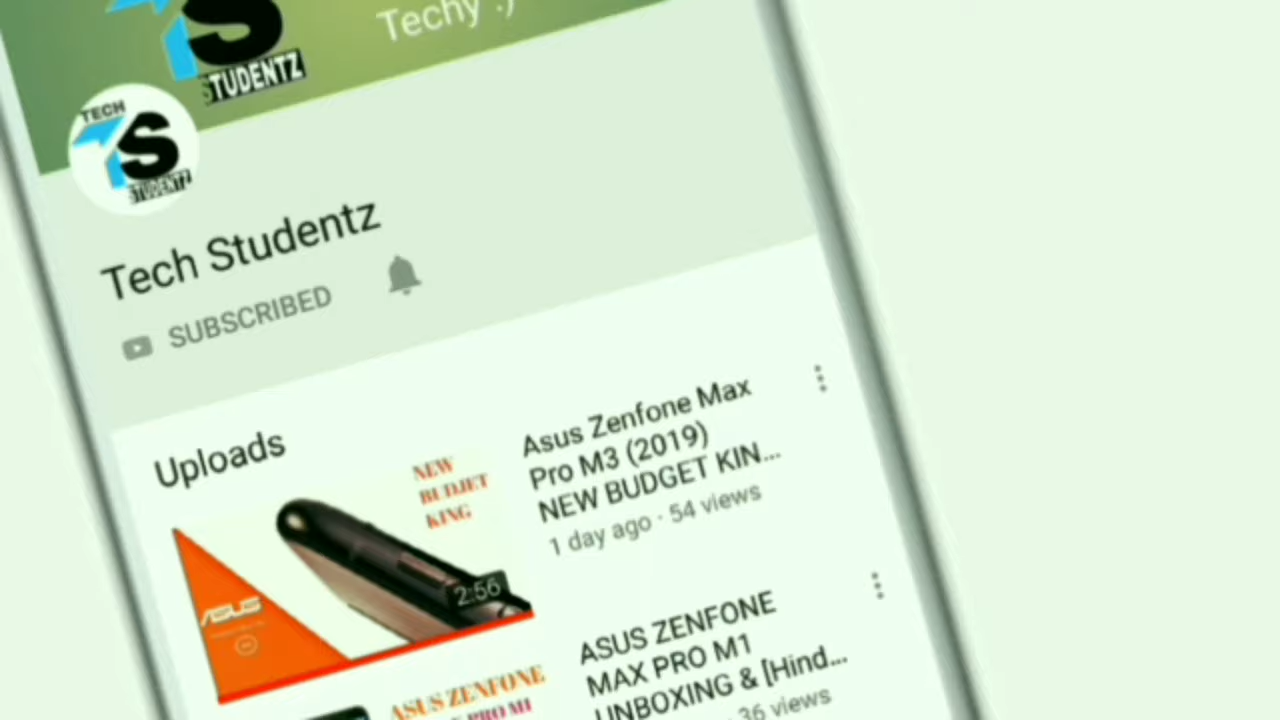 Techy :)
STUDENTZ
TECH
S
STUDENTZ
Tech Studentz
SUBSCRIBED
Uploads
NEW
BUDJET
KING
ASUS
2:56
Asus Zenfone Max
Pro M3 (2019)
NEW BUDGET KIN...
1 day ago · 54 views
ASUS ZENFONE
PRO M1
ASUS ZENFONE
MAX PRO M1
UNBOXING & [Hind...
36 views